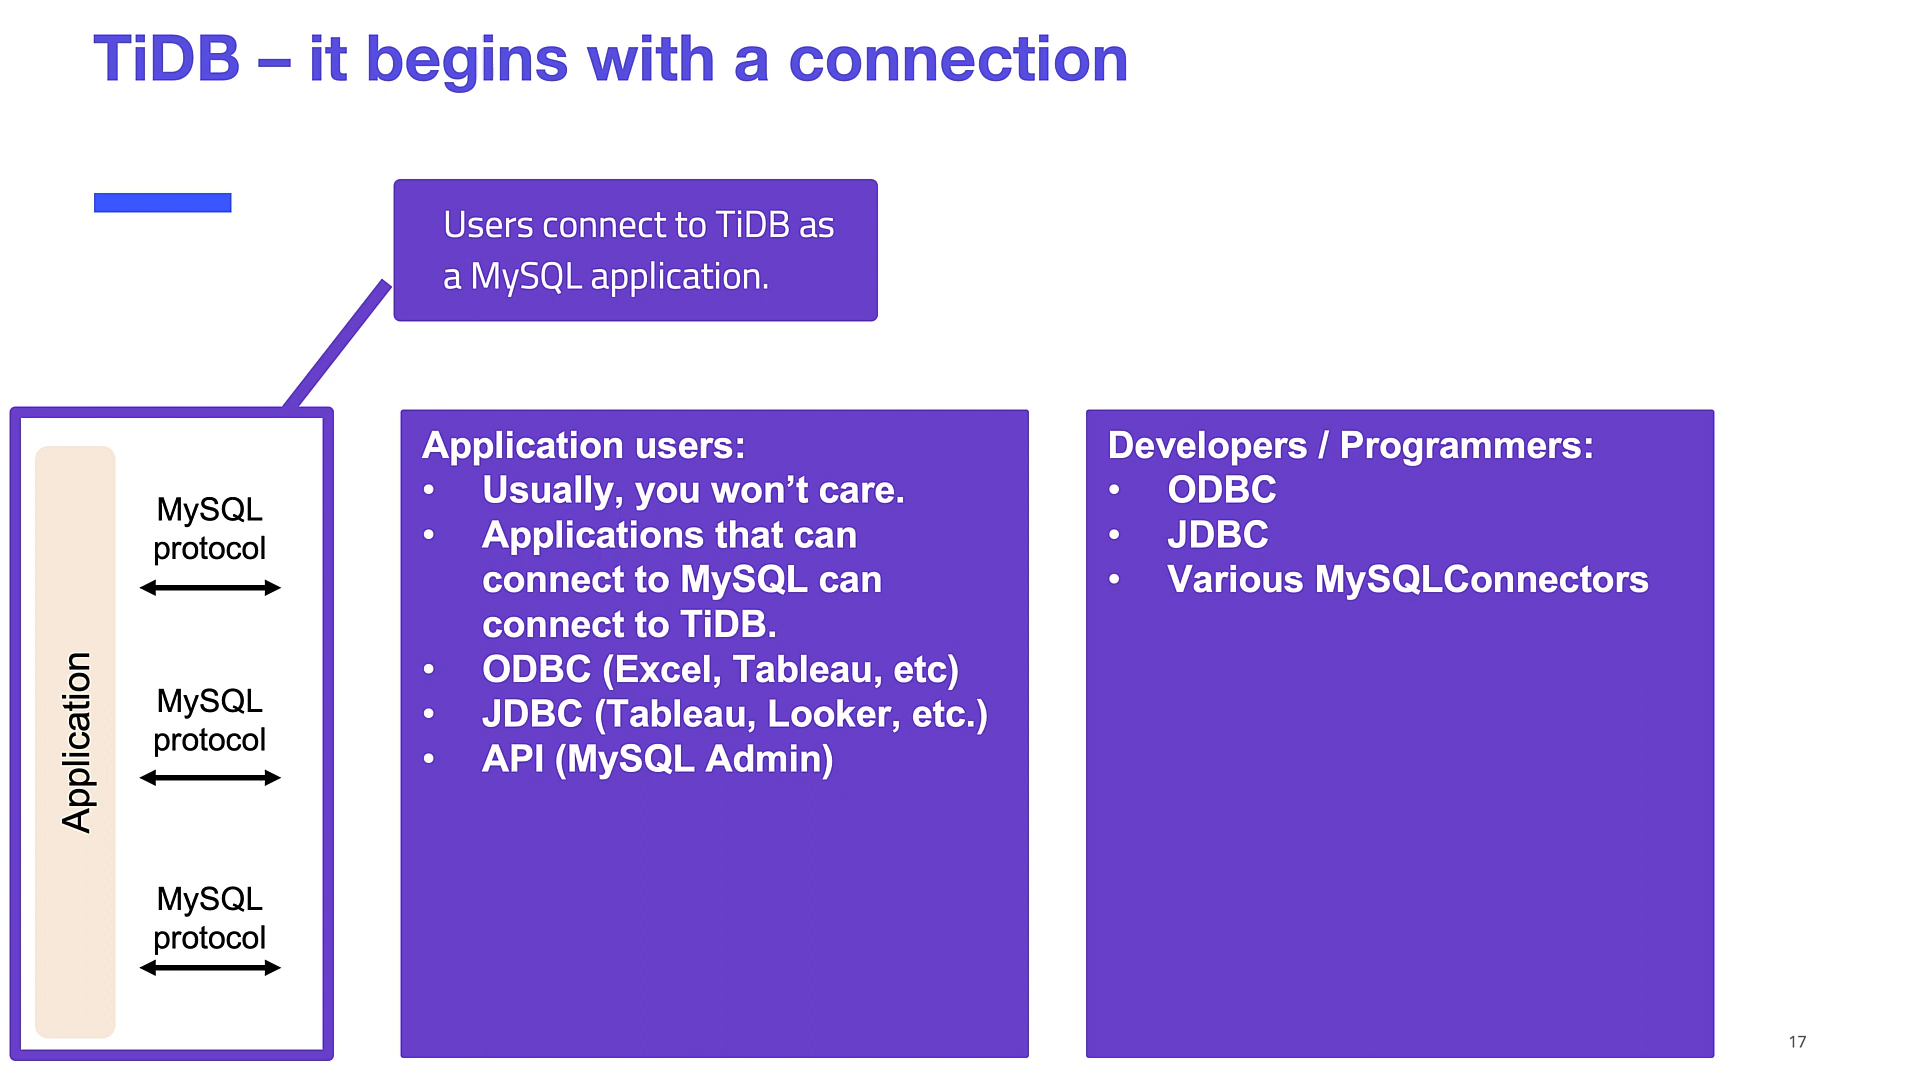 TiDB – it begins with a connection
Users connect to TiDB as
a MySQL application.
Application
MySQL
protocol
MySQL
protocol
MySQL
protocol
Application users:
• Usually, you won’t care.
• Applications that can
connect to MySQL can
connect to TiDB.
• ODBC (Excel, Tableau, etc)
• JDBC (Tableau, Looker, etc.)
• API (MySQL Admin)
Developers / Programmers:
• ODBC
• JDBC
• Various MySQLConnectors
17